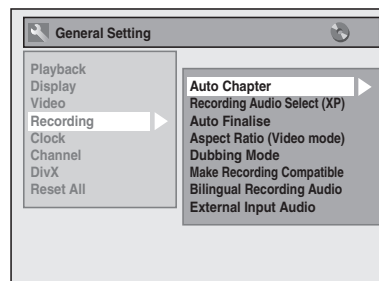 General Setting
Playback
Display
Video
Recording
Clock
Channel
DivX
Reset All
Auto Chapter
Recording Audio Select (XP)
Auto Finalise
Aspect Ratio (Video mode)
Dubbing Mode
Make Recording Compatible
Bilingual Recording Audio
External Input Audio